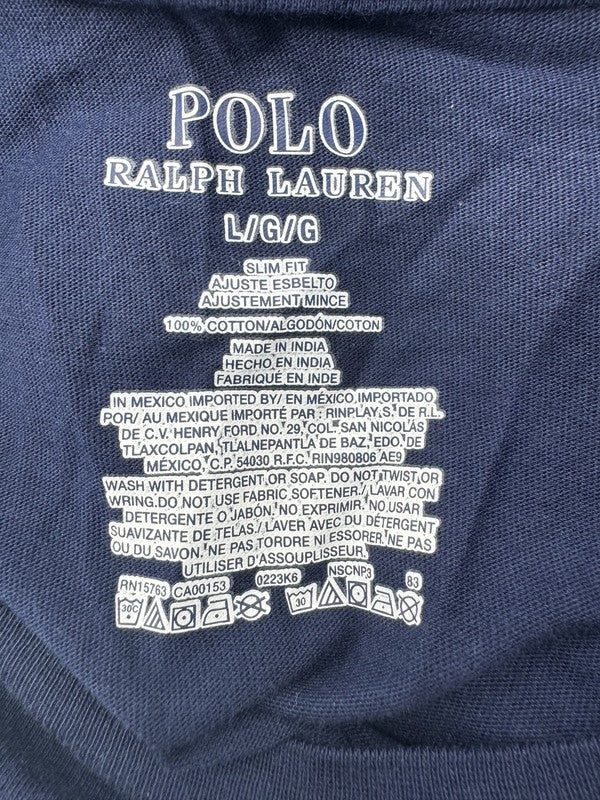 POLO
RALPH LAUREN
L/G/G
SLIM FIT
AJUSTE ESBELTO
AJUSTEMENT MINCE
100% COTTON/ALGODÓN/COTON
MADE IN INDIA
HECHO EN INDIA
FABRIQUÉ EN INDE
IN MEXICO IMPORTED BY/ EN MÉXICO IMPORTADO
POR/ AU MEXIQUE IMPORTÉ PAR : RINPLAY S. DE R.L.
DE C.V. HENRY FORD NO. 29, COL. SAN NICOLÁS
TLAXCOLPAN, TLALNEPANTLA DE BAZ, EDO. DE
MÉXICO, C.P. 54030 R.F.C. RIN980806 AE9
WASH WITH DETERGENT OR SOAP. DO NOT TWIST OR
WRING. DO NOT USE FABRIC SOFTENER./ LAVAR CON
DETERGENTE O JABÓN. NO EXPRIMIR. NO USAR
SUAVIZANTE DE TELAS./ LAVER AVEC DU DÉTERGENT
OU DU SAVON. NE PAS TORDRE NI ESSORER. NE PAS
UTILISER D'ASSOUPLISSEUR.
RN15763 CA00153 0223K6 NSCNP3 83
30C 30